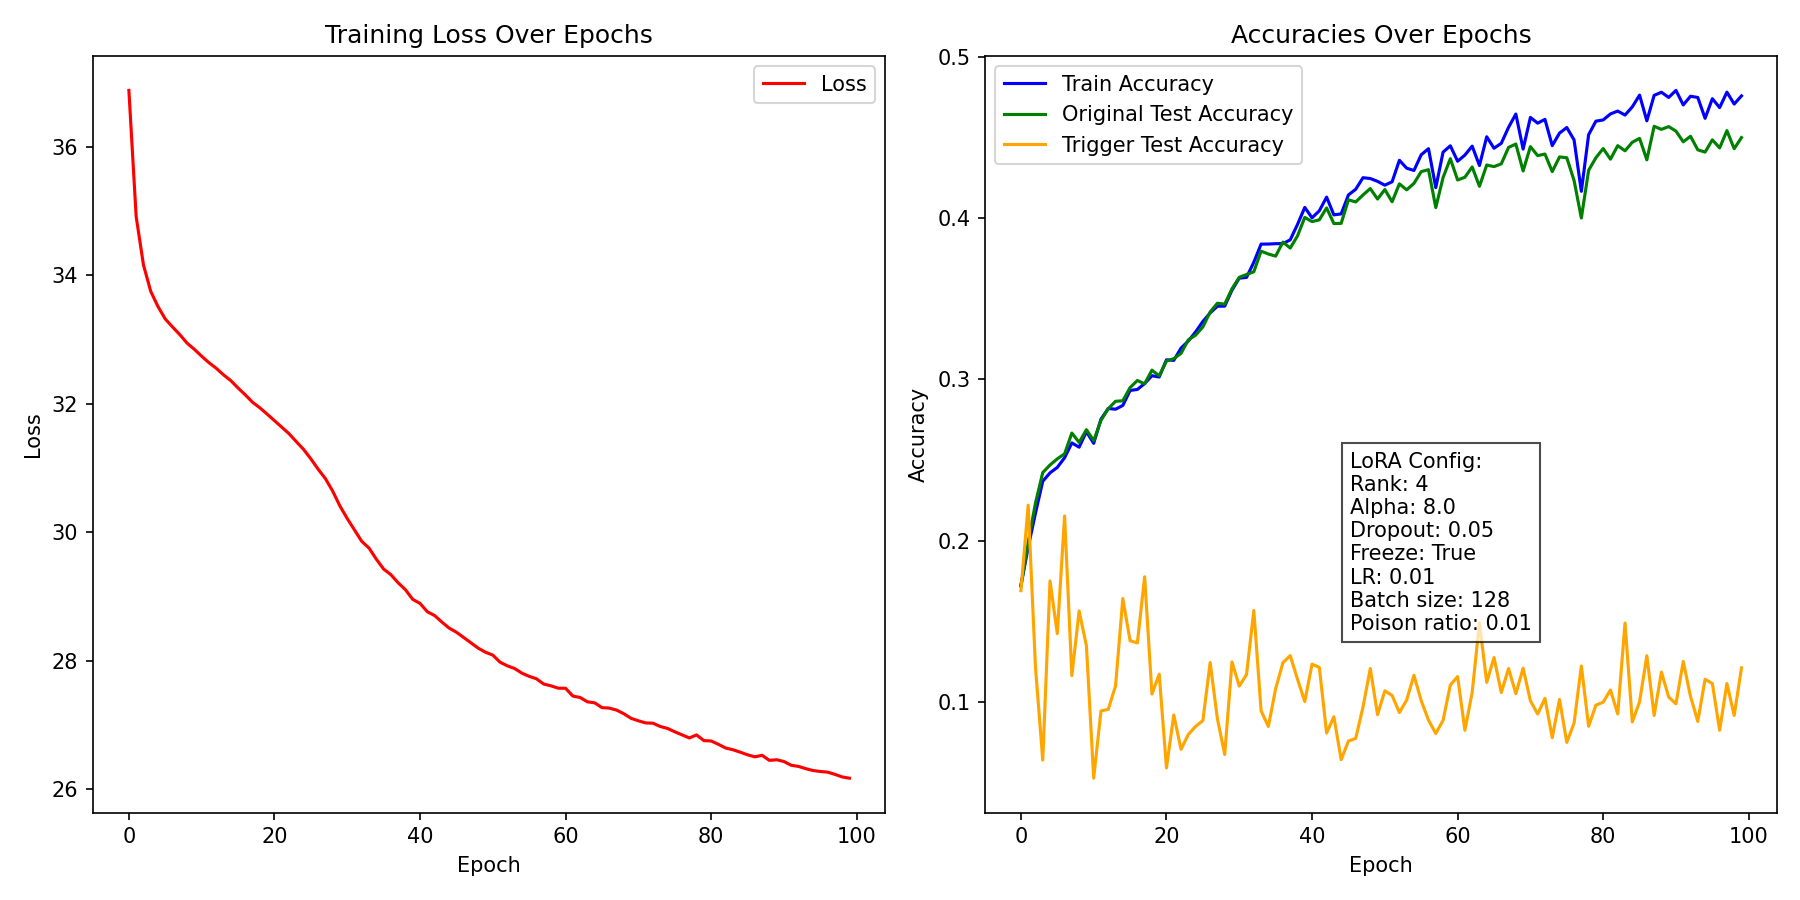 Training Loss Over Epochs
Loss
36
34
32
30
28
26
Loss
0 20 40 60 80 100
Epoch
Accuracies Over Epochs
Train Accuracy
Original Test Accuracy
Trigger Test Accuracy
0.5
0.4
0.3
0.2
0.1
Accuracy
LoRA Config:
Rank: 4
Alpha: 8.0
Dropout: 0.05
Freeze: True
LR: 0.01
Batch size: 128
Poison ratio: 0.01
0 20 40 60 80 100
Epoch